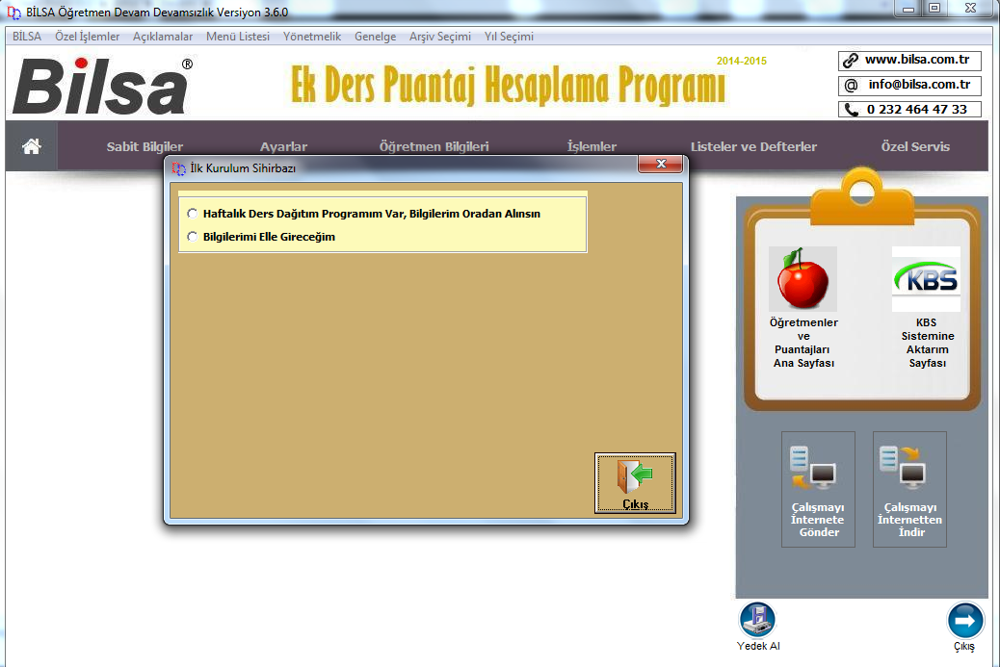 BİLSA Öğretmen Devam Devamsızlık Versiyon 3.6.0
BİLSA Özel İşlemler Açıklamalar Menü Listesi Yönetmelik Genelge Arşiv Seçimi Yıl Seçimi
Bilsa®
Ek Ders Puantaj Hesaplama Programı
2014-2015
www.bilsa.com.tr
info@bilsa.com.tr
0 232 464 47 33
Sabit Bilgiler Ayarlar Öğretmen Bilgileri İşlemler Listeler ve Defterler Özel Servis
İlk Kurulum Sihirbazı
Haftalık Ders Dağıtım Programım Var, Bilgilerim Oradan Alınsın
Bilgilerimi Elle Gireceğim
Çıkış
Öğretmenler
ve
Puantajları
Ana Sayfası
KBS
KBS
Sistemine
Aktarım
Sayfası
Çalışmayı
İnternete
Gönder
Çalışmayı
İnternetten
İndir
Yedek Al
Çıkış